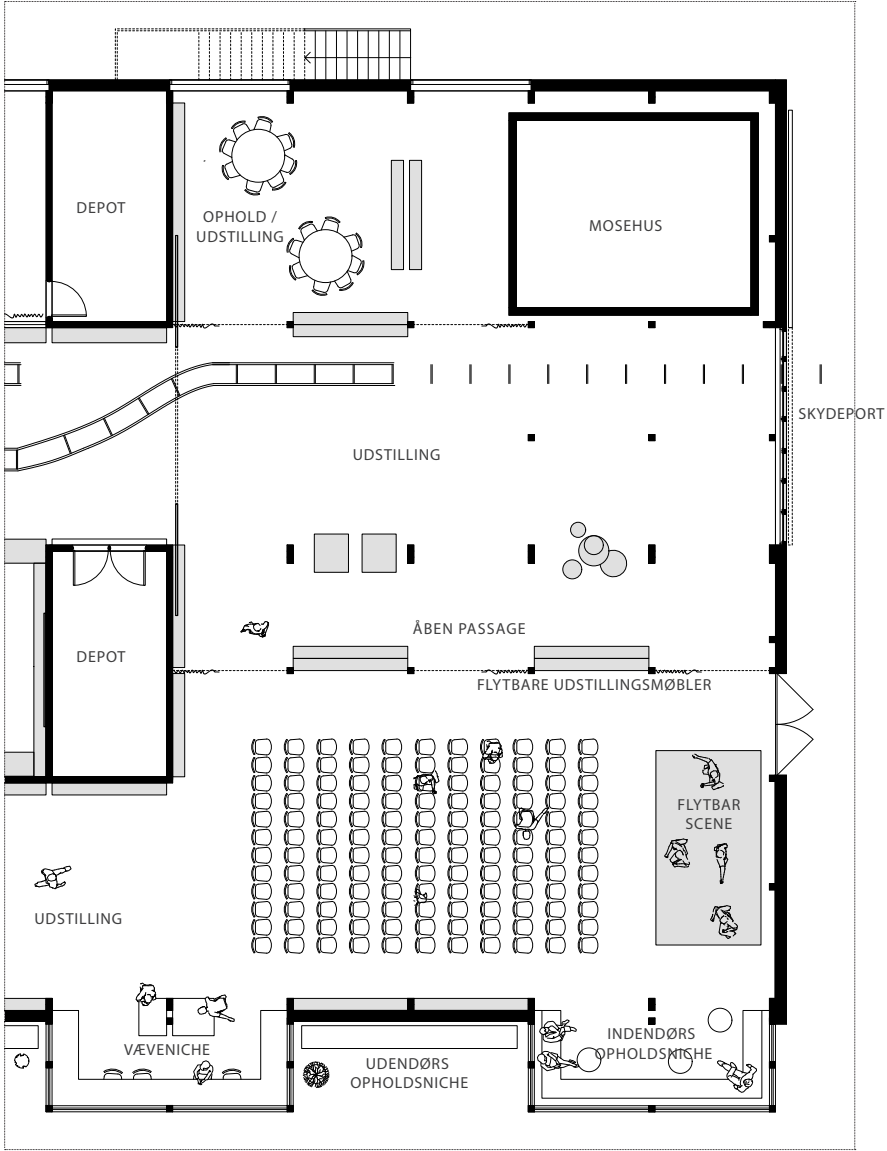 DEPOT
OPHOLD /
UDSTILLING
MOSEHUS
SKYDEPORT
UDSTILLING
ÅBEN PASSAGE
DEPOT
FLYTBARE UDSTILLINGSMØBLER
FLYTBAR
SCENE
UDSTILLING
VÆVENICHE
UDENDØRS
OPHOLDSNICHE
INDENDØRS
OPHOLDSNICHE